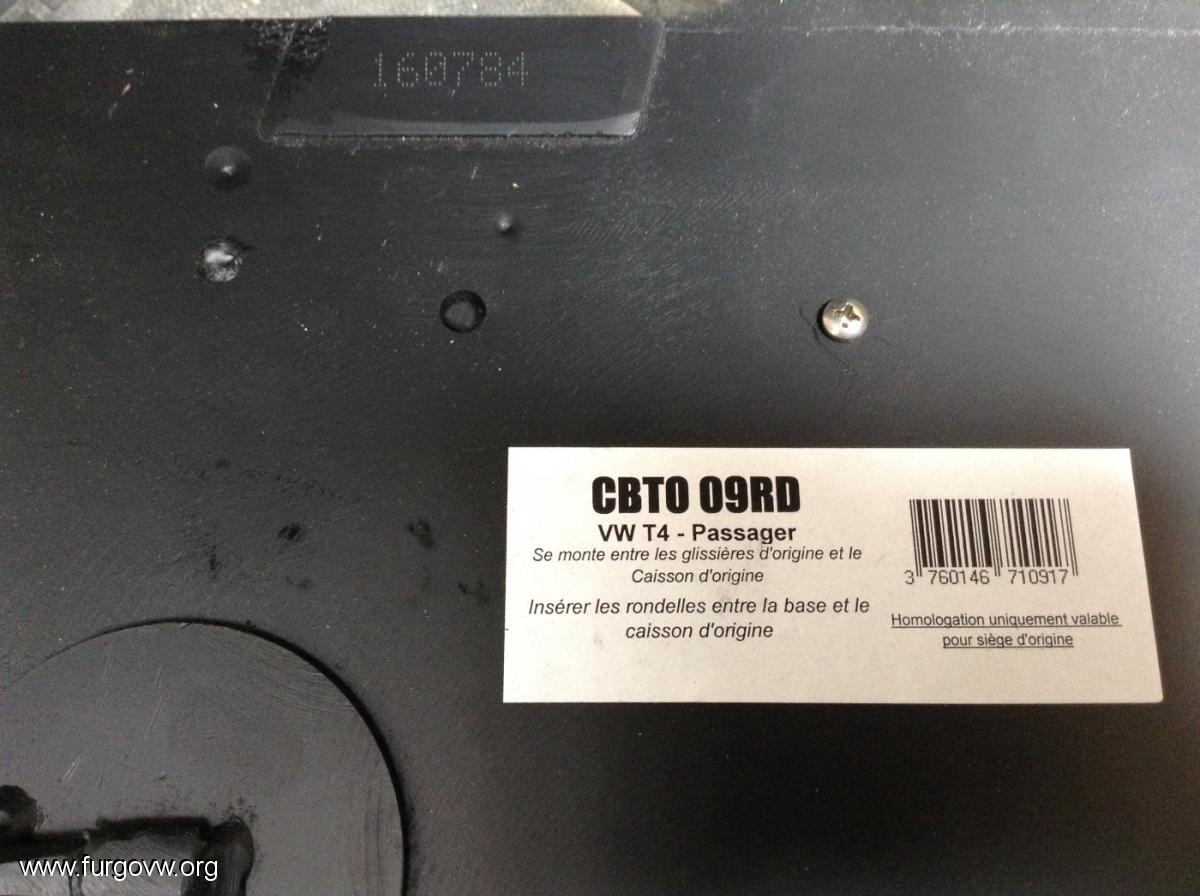 160784
CBTO 09RD
VW T4 - Passager
Se monte entre les glissières d'origine et le
Caisson d'origine
Insérer les rondelles entre la base et le
caisson d'origine
3 760146 710917
Homologation uniquement valable
pour siège d'origine
www.furgovw.org